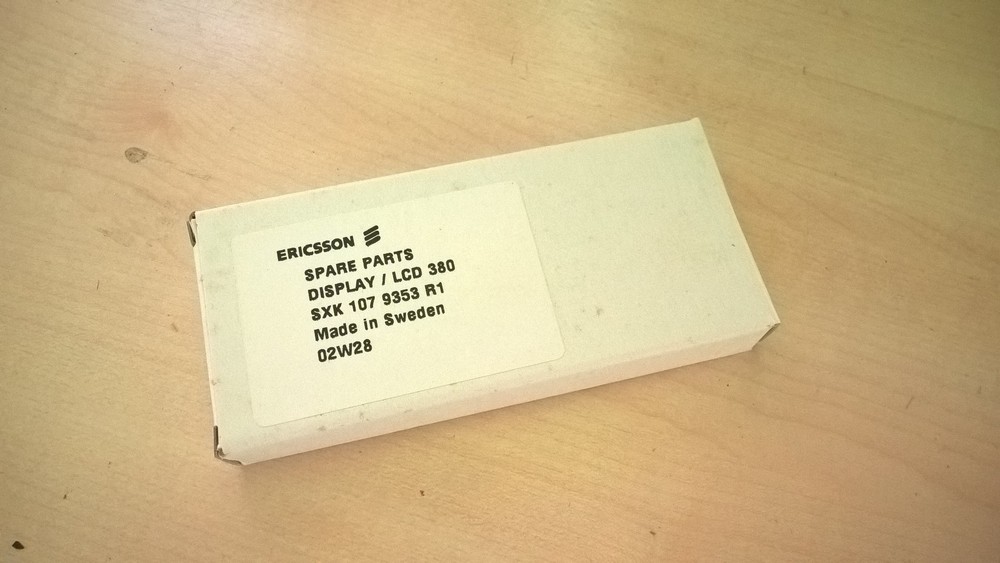 ERICSSON
SPARE PARTS
DISPLAY / LCD 380
SXK 107 9353 R1
Made in Sweden
02W28